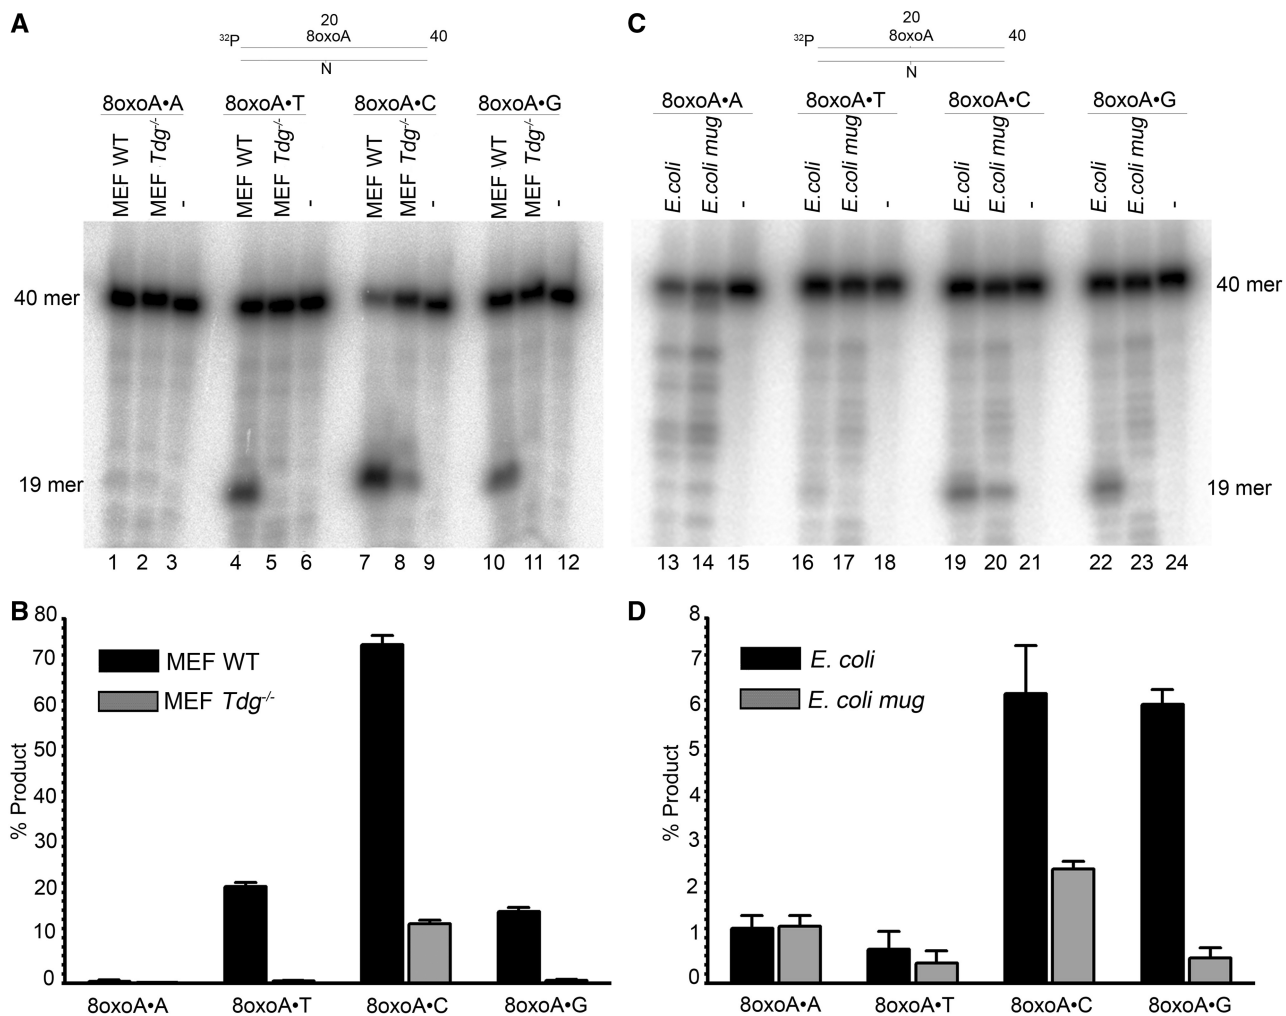 A
20
32P 8oxoA 40
N
8oxoA•A 8oxoA•T 8oxoA•C 8oxoA•G
MEF WT MEF Tdg-/- - MEF WT MEF Tdg-/- - MEF WT MEF Tdg-/- - MEF WT MEF Tdg-/- -
40 mer
19 mer
1 2 3 4 5 6 7 8 9 10 11 12
C
20
32P 8oxoA 40
N
8oxoA•A 8oxoA•T 8oxoA•C 8oxoA•G
E.coli E.coli mug - E.coli E.coli mug - E.coli E.coli mug - E.coli E.coli mug -
40 mer
19 mer
13 14 15 16 17 18 19 20 21 22 23 24
B
% Product
80
70
60
50
40
30
20
10
0
MEF WT
MEF Tdg-/-
8oxoA•A 8oxoA•T 8oxoA•C 8oxoA•G
D
% Product
8
7
6
5
4
3
2
1
0
E. coli
E. coli mug
8oxoA•A 8oxoA•T 8oxoA•C 8oxoA•G